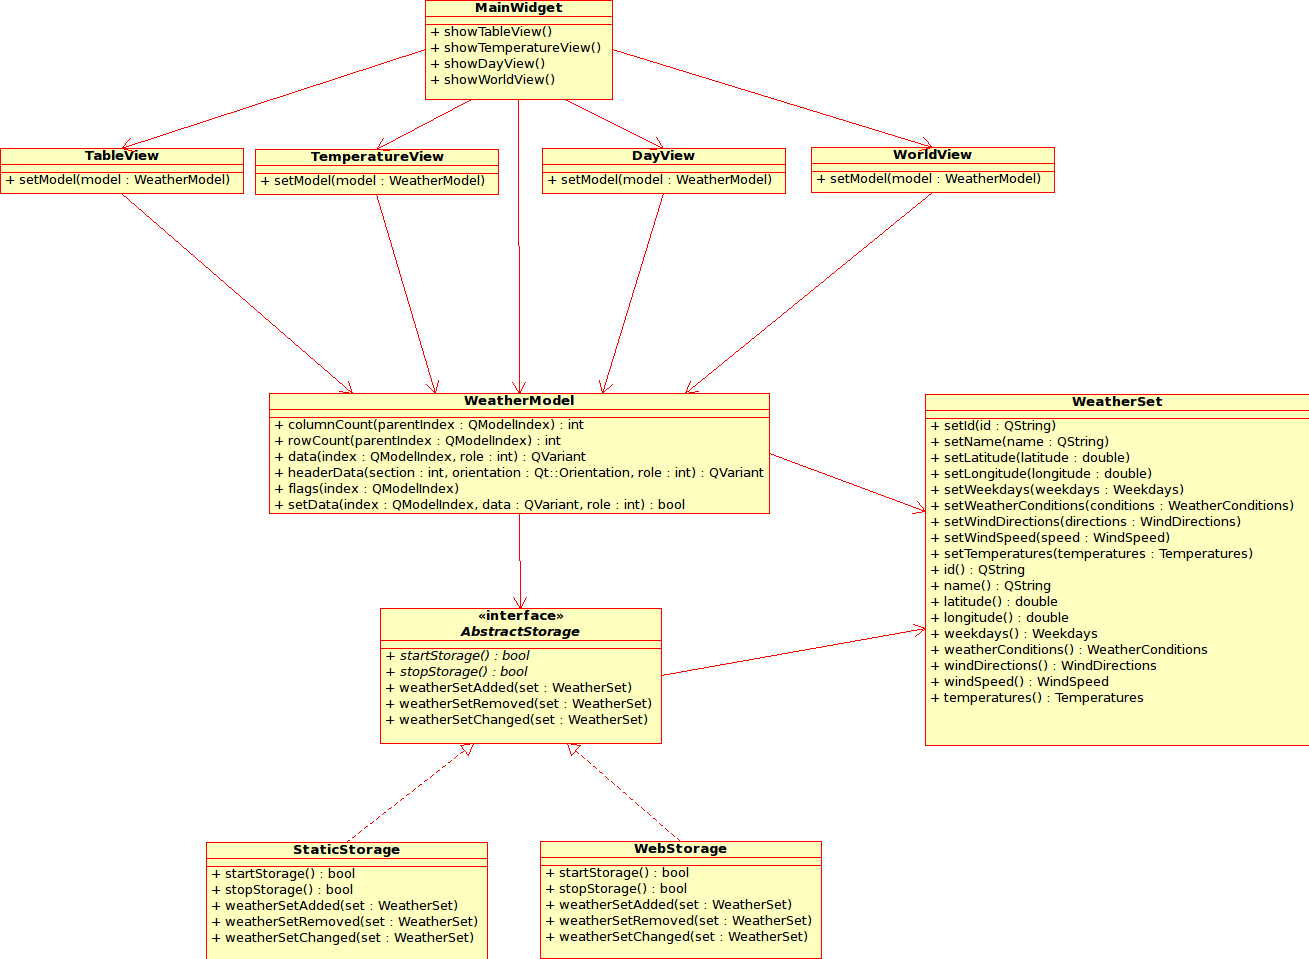 MainWidget
+ showTableView()
+ showTemperatureView()
+ showDayView()
+ showWorldView()
TableView
+ setModel(model : WeatherModel)
TemperatureView
+ setModel(model : WeatherModel)
DayView
+ setModel(model : WeatherModel)
WorldView
+ setModel(model : WeatherModel)
WeatherModel
+ columnCount(parentIndex : QModelIndex) : int
+ rowCount(parentIndex : QModelIndex) : int
+ data(index : QModelIndex, role : int) : QVariant
+ headerData(section : int, orientation : Qt::Orientation, role : int) : QVariant
+ flags(index : QModelIndex)
+ setData(index : QModelIndex, data : QVariant, role : int) : bool
WeatherSet
+ setId(id : QString)
+ setName(name : QString)
+ setLatitude(latitude : double)
+ setLongitude(longitude : double)
+ setWeekdays(weekdays : Weekdays)
+ setWeatherConditions(conditions : WeatherConditions)
+ setWindDirections(directions : WindDirections)
+ setWindSpeed(speed : WindSpeed)
+ setTemperatures(temperatures : Temperatures)
+ id() : QString
+ name() : QString
+ latitude() : double
+ longitude() : double
+ weekdays() : Weekdays
+ weatherConditions() : WeatherConditions
+ windDirections() : WindDirections
+ windSpeed() : WindSpeed
+ temperatures() : Temperatures
«interface»
AbstractStorage
+ startStorage() : bool
+ stopStorage() : bool
+ weatherSetAdded(set : WeatherSet)
+ weatherSetRemoved(set : WeatherSet)
+ weatherSetChanged(set : WeatherSet)
StaticStorage
+ startStorage() : bool
+ stopStorage() : bool
+ weatherSetAdded(set : WeatherSet)
+ weatherSetRemoved(set : WeatherSet)
+ weatherSetChanged(set : WeatherSet)
WebStorage
+ startStorage() : bool
+ stopStorage() : bool
+ weatherSetAdded(set : WeatherSet)
+ weatherSetRemoved(set : WeatherSet)
+ weatherSetChanged(set : WeatherSet)